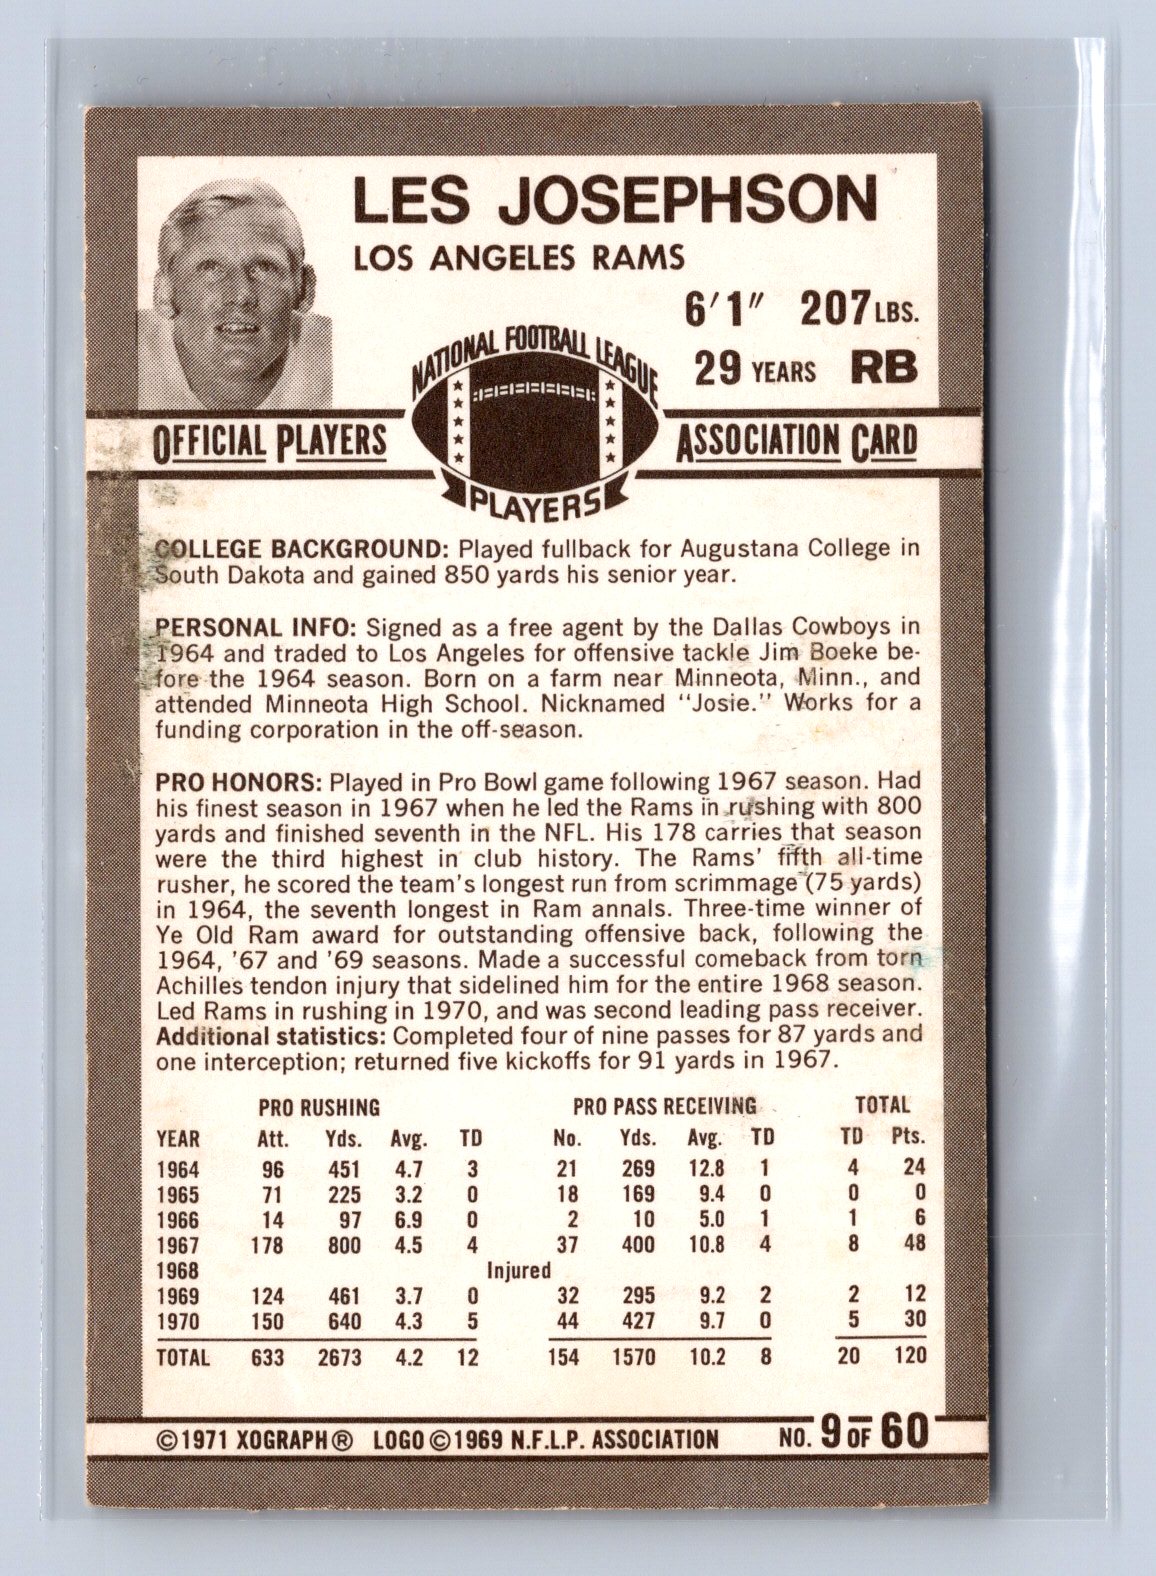 LES JOSEPHSON
LOS ANGELES RAMS
6'1" 207 LBS.
29 YEARS RB
NATIONAL FOOTBALL LEAGUE
OFFICIAL PLAYERS ASSOCIATION CARD
PLAYERS
COLLEGE BACKGROUND: Played fullback for Augustana College in
South Dakota and gained 850 yards his senior year.
PERSONAL INFO: Signed as a free agent by the Dallas Cowboys in
1964 and traded to Los Angeles for offensive tackle Jim Boeke be-
fore the 1964 season. Born on a farm near Minneota, Minn., and
attended Minneota High School. Nicknamed "Josie." Works for a
funding corporation in the off-season.
PRO HONORS: Played in Pro Bowl game following 1967 season. Had
his finest season in 1967 when he led the Rams in rushing with 800
yards and finished seventh in the NFL. His 178 carries that season
were the third highest in club history. The Rams' fifth all-time
rusher, he scored the team's longest run from scrimmage (75 yards)
in 1964, the seventh longest in Ram annals. Three-time winner of
Ye Old Ram award for outstanding offensive back, following the
1964, '67 and '69 seasons. Made a successful comeback from torn
Achilles tendon injury that sidelined him for the entire 1968 season.
Led Rams in rushing in 1970, and was second leading pass receiver.
Additional statistics: Completed four of nine passes for 87 yards and
one interception; returned five kickoffs for 91 yards in 1967.
PRO RUSHING PRO PASS RECEIVING TOTAL
YEAR Att. Yds. Avg. TD No. Yds. Avg. TD TD Pts.
1964 96 451 4.7 3 21 269 12.8 1 4 24
1965 71 225 3.2 0 18 169 9.4 0 0 0
1966 14 97 6.9 0 2 10 5.0 1 1 6
1967 178 800 4.5 4 37 400 10.8 4 8 48
1968 Injured
1969 124 461 3.7 0 32 295 9.2 2 2 12
1970 150 640 4.3 5 44 427 9.7 0 5 30
TOTAL 633 2673 4.2 12 154 1570 10.2 8 20 120
©1971 XOGRAPH® LOGO ©1969 N.F.L.P. ASSOCIATION NO. 9 OF 60